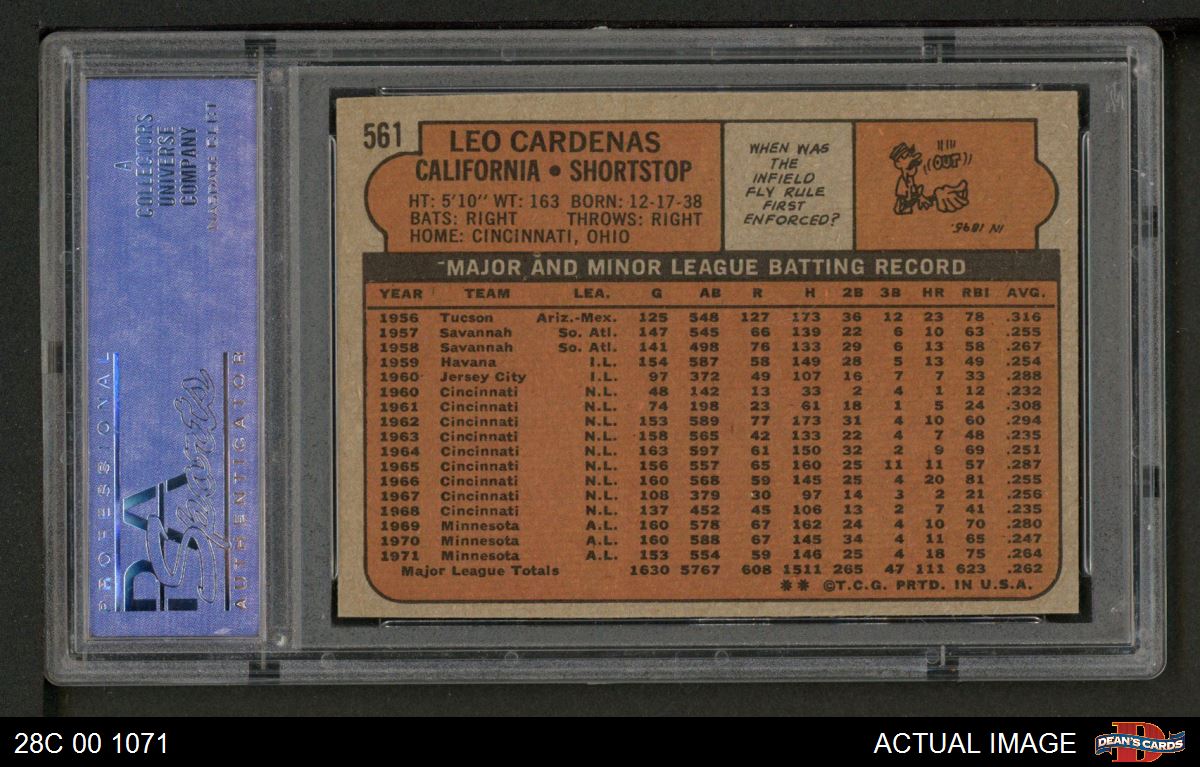 A
COLLECTORS
UNIVERSE
COMPANY
PROFESSIONAL
PSA
Sports
AUTHENTICATOR
561
LEO CARDENAS
CALIFORNIA • SHORTSTOP
HT: 5'10" WT: 163 BORN: 12-17-38
BATS: RIGHT THROWS: RIGHT
HOME: CINCINNATI, OHIO
WHEN WAS
THE
INFIELD
FLY RULE
FIRST
ENFORCED?
OUT
IN 1895.
MAJOR AND MINOR LEAGUE BATTING RECORD
YEAR TEAM LEA. G AB R H 2B 3B HR RBI AVG.
1956 Tucson Ariz.-Mex. 125 548 127 173 36 12 23 78 .316
1957 Savannah So. Atl. 147 545 66 139 22 6 10 63 .255
1958 Savannah So. Atl. 141 498 76 133 29 6 13 58 .267
1959 Havana I.L. 154 587 58 149 28 5 13 49 .254
1960 Jersey City I.L. 97 372 49 107 16 7 7 33 .288
1960 Cincinnati N.L. 48 142 13 33 2 4 1 12 .232
1961 Cincinnati N.L. 74 198 23 61 18 1 5 24 .308
1962 Cincinnati N.L. 153 589 77 173 31 4 10 60 .294
1963 Cincinnati N.L. 158 565 42 133 22 4 7 48 .235
1964 Cincinnati N.L. 163 597 61 150 32 2 9 69 .251
1965 Cincinnati N.L. 156 557 65 160 25 11 11 57 .287
1966 Cincinnati N.L. 160 568 59 145 25 4 20 81 .255
1967 Cincinnati N.L. 108 379 30 97 14 3 2 21 .256
1968 Cincinnati N.L. 137 452 45 106 13 2 7 41 .235
1969 Minnesota A.L. 160 578 67 162 24 4 10 70 .280
1970 Minnesota A.L. 160 588 67 145 34 4 11 65 .247
1971 Minnesota A.L. 153 554 59 146 25 4 18 75 .264
Major League Totals 1630 5767 608 1511 265 47 111 623 .262
** ©T.C.G. PRTD. IN U.S.A.
28C 00 1071
ACTUAL IMAGE
DEAN'S CARDS